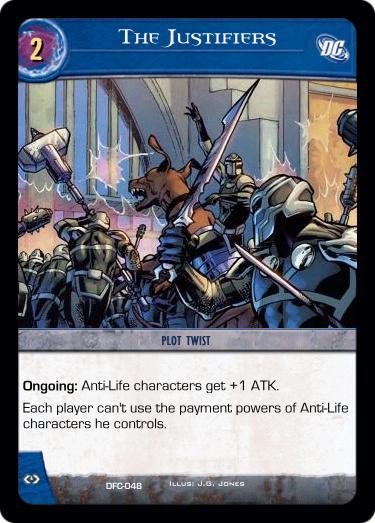 2
THE JUSTIFIERS
DC
PLOT TWIST
Ongoing: Anti-Life characters get +1 ATK.
Each player can't use the payment powers of Anti-Life
characters he controls.
DFC-048
ILLUS: J.G. JONES